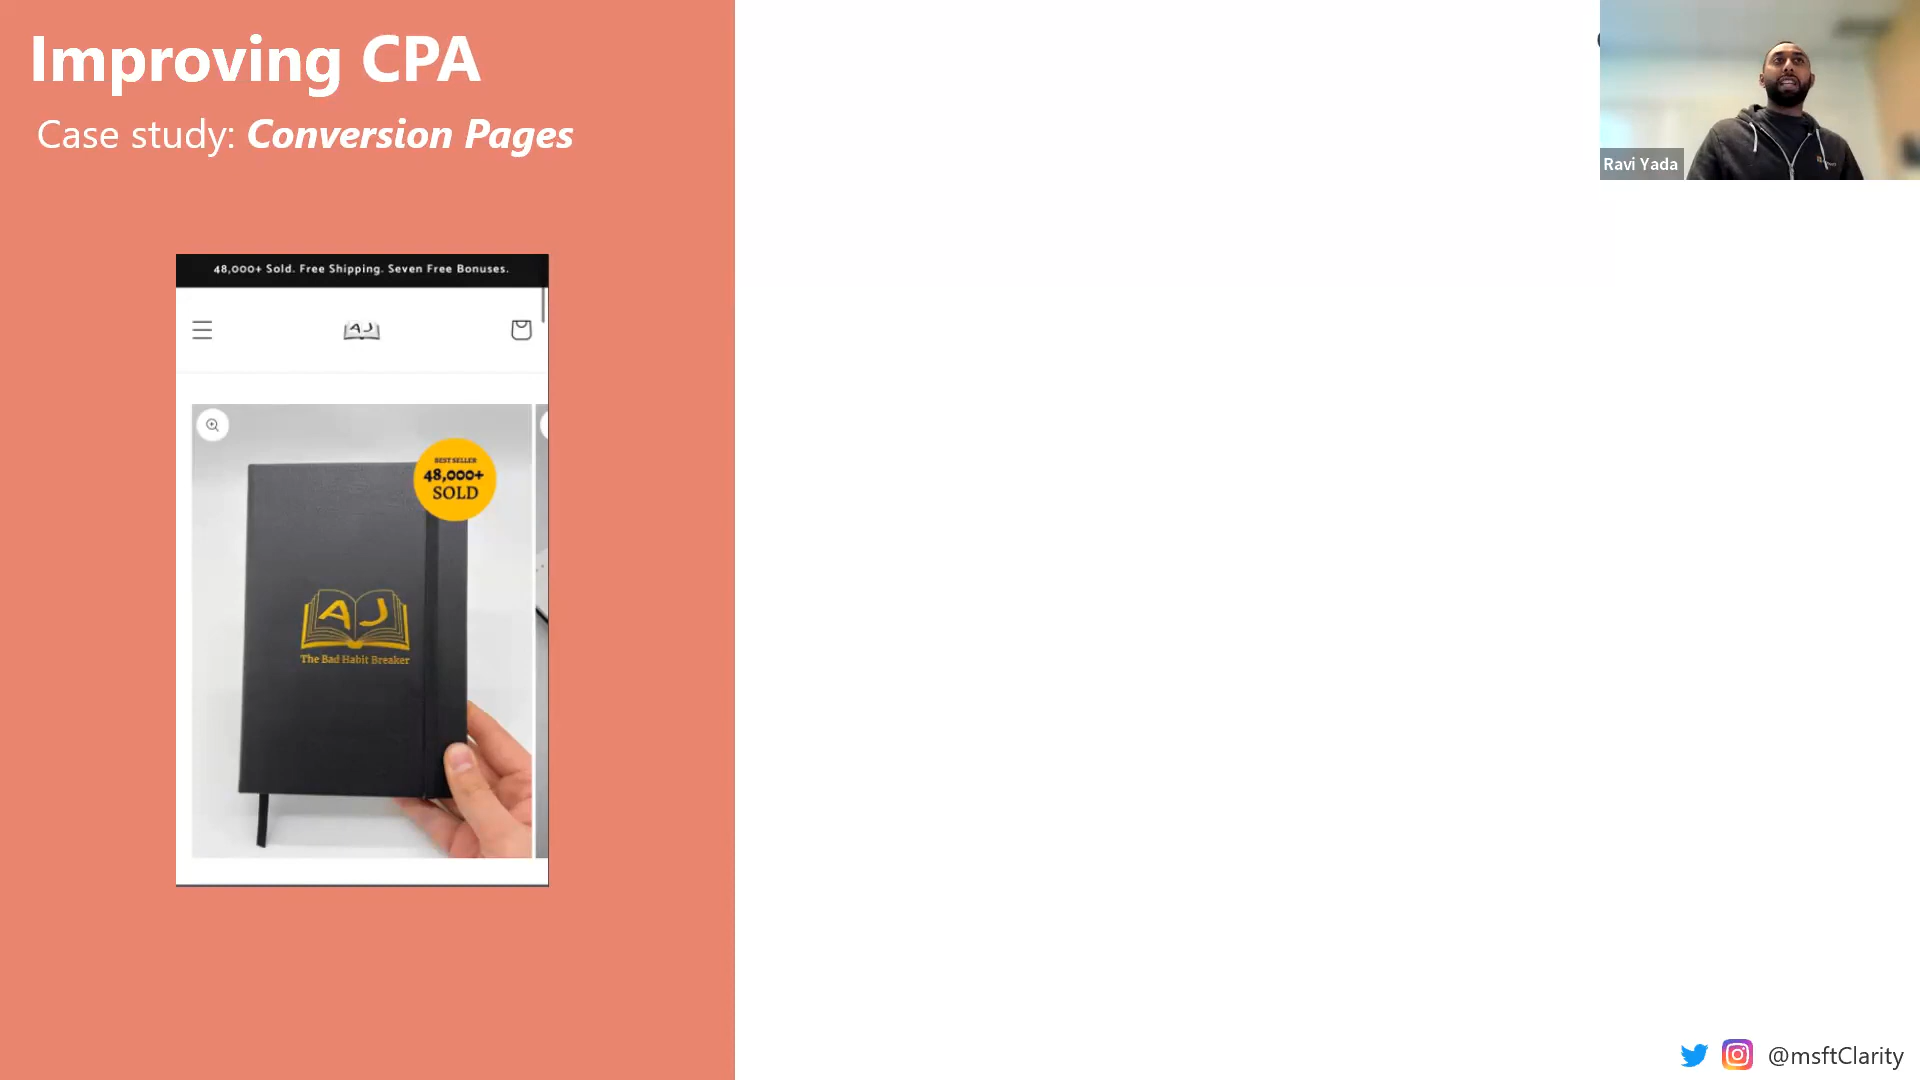 Improving CPA
Case study: Conversion Pages
Ravi Yada
48,000+ Sold. Free Shipping. Seven Free Bonuses.
AJ
BEST SELLER
48,000+
SOLD
AJ
The Bad Habit Breaker
@msftClarity